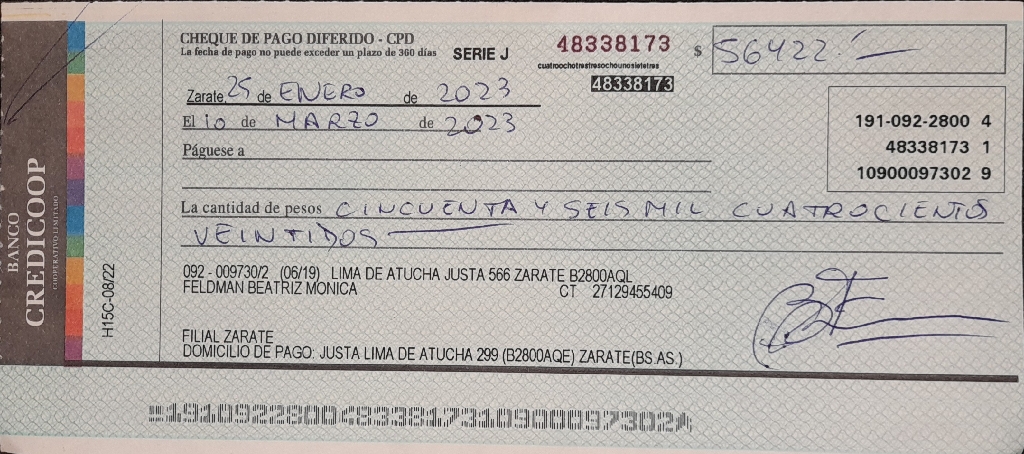 BANCO
CREDICOOP
COOPERATIVO LIMITADO
H15C-08/22
CHEQUE DE PAGO DIFERIDO - CPD
La fecha de pago no puede exceder un plazo de 360 días
SERIE J
48338173
cuatroochotrestresochounosietetres
48338173
$ 56422.-
Zarate, 25 de ENERO de 2023
El 10 de MARZO de 2023
Páguese a
191-092-2800 4
48338173 1
10900097302 9
La cantidad de pesos CINCUENTA Y SEIS MIL CUATROCIENTOS
VEINTIDOS
092 - 009730/2 (06/19) LIMA DE ATUCHA JUSTA 566 ZARATE B2800AQL
FELDMAN BEATRIZ MONICA CT 27129455409
FILIAL ZARATE
DOMICILIO DE PAGO: JUSTA LIMA DE ATUCHA 299 (B2800AQE) ZARATE(BS.AS.)
19109228004833817310900097302